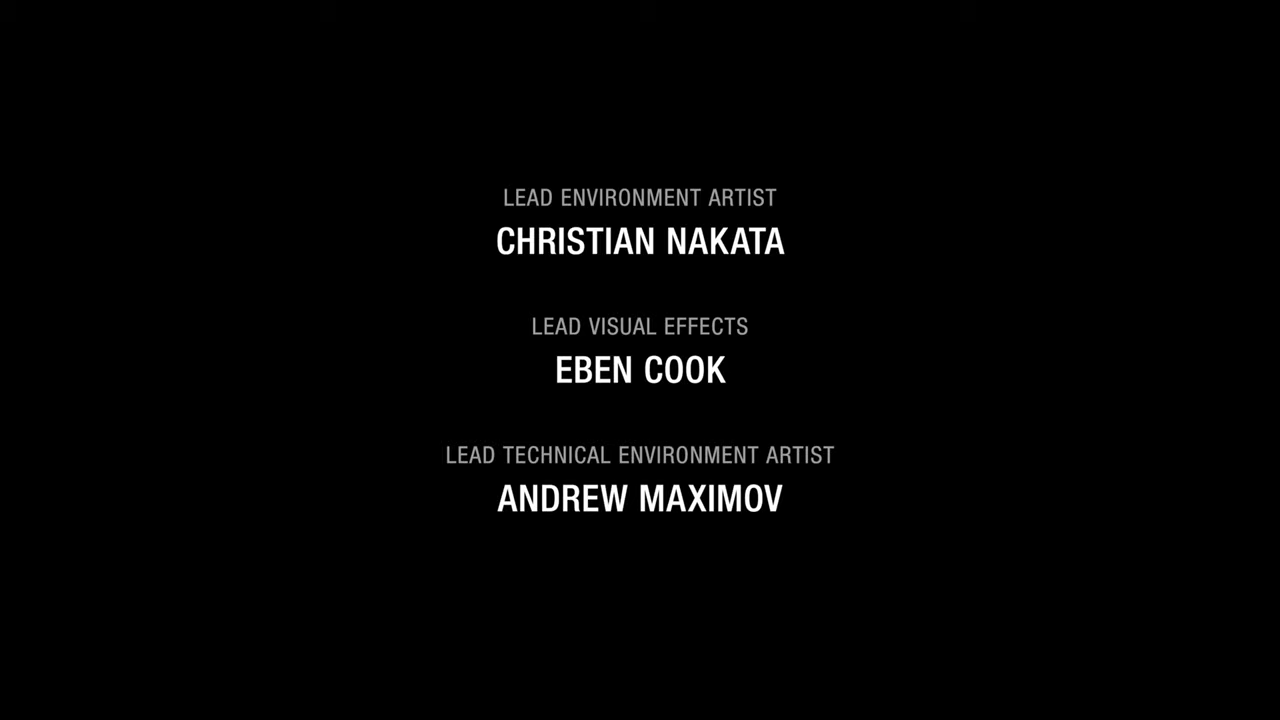 LEAD ENVIRONMENT ARTIST
CHRISTIAN NAKATA
LEAD VISUAL EFFECTS
EBEN COOK
LEAD TECHNICAL ENVIRONMENT ARTIST
ANDREW MAXIMOV